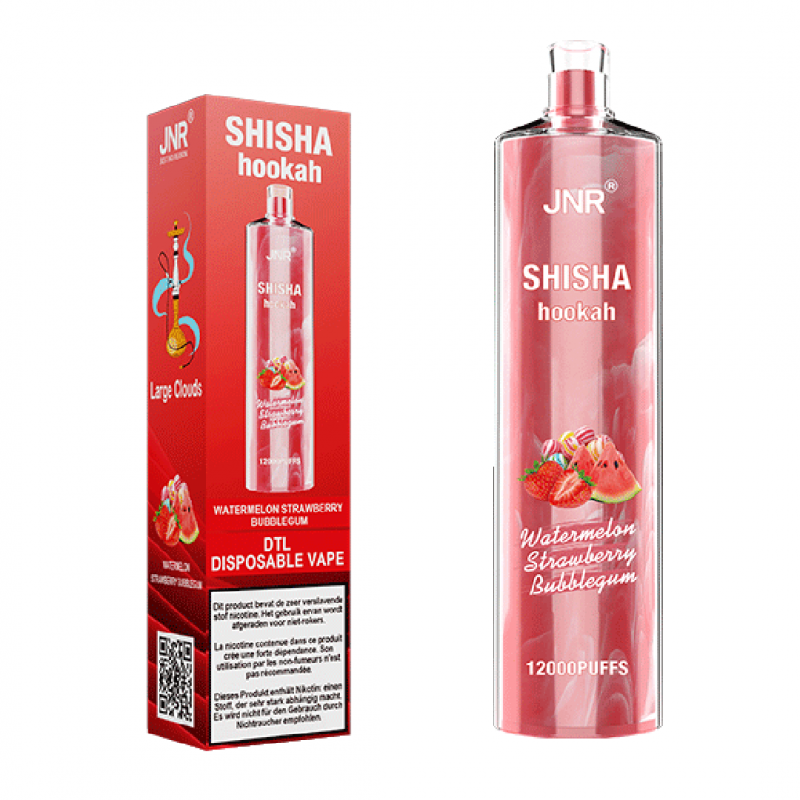 JNR®
SHISHA
hookah
JNR®
SHISHA
hookah
Large Clouds
Watermelon
Strawberry
Bubblegum
12000PUFFS
WATERMELON STRAWBERRY
BUBBLEGUM
DTL
DISPOSABLE VAPE
WATERMELON
STRAWBERRY BUBBLEGUM
Dit product bevat de zeer verslavende
stof nicotine. Het gebruik ervan wordt
afgeraden voor niet-rokers.
La nicotine contenue dans ce produit
crée une forte dépendance. Son
utilisation par les non-fumeurs n'est
pas récommandée.
Dieses Produkt enthält Nikotin: einen
Stoff, der sehr stark abhängig macht.
Es wird nicht für den Gebrauch durch
Nichtraucher empfohlen.
JNR®
SHISHA
hookah
Watermelon
Strawberry
Bubblegum
12000PUFFS